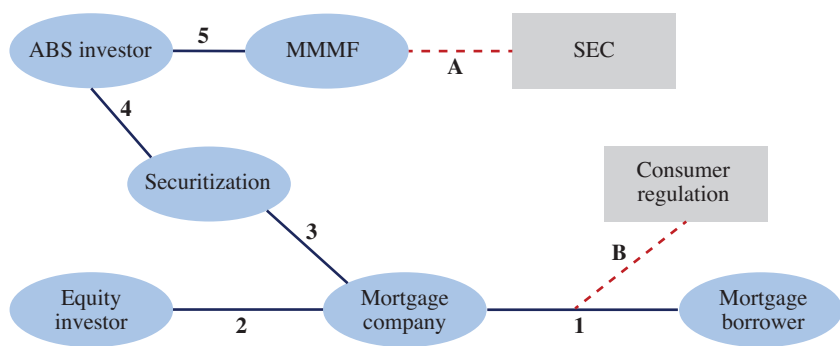 ABS investor
5
MMMF
A
SEC
4
Securitization
Consumer
regulation
3
B
Equity
investor
2
Mortgage
company
1
Mortgage
borrower